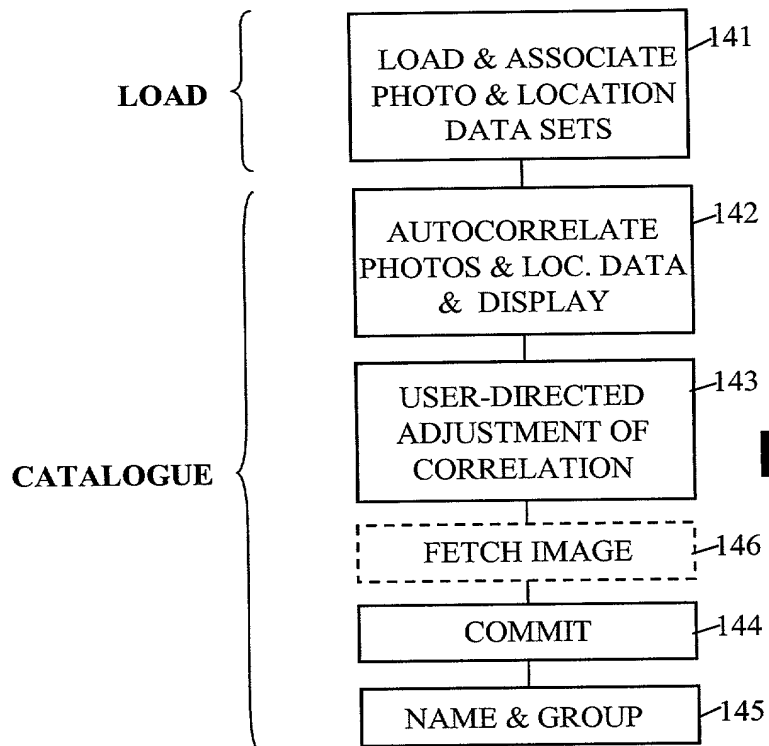 141
LOAD & ASSOCIATE
PHOTO & LOCATION
DATA SETS
LOAD
142
AUTOCORRELATE
PHOTOS & LOC. DATA
& DISPLAY
143
USER-DIRECTED
ADJUSTMENT OF
CORRELATION
CATALOGUE
FETCH IMAGE
146
COMMIT
144
NAME & GROUP
145